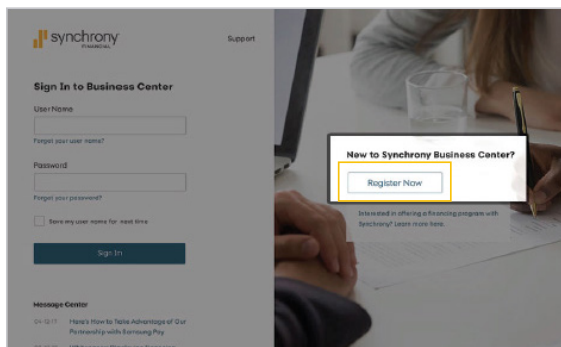 synchrony
FINANCIAL
Support
Sign In to Business Center
User Name
Forgot your user name?
Password
Forgot your password?
Save my user name for next time
Sign In
Message Center
04-12-17 Here's How to Take Advantage of Our
Partnership with Samsung Pay
New to Synchrony Business Center?
Register Now
Interested in offering a financing program with
Synchrony? Learn more here.